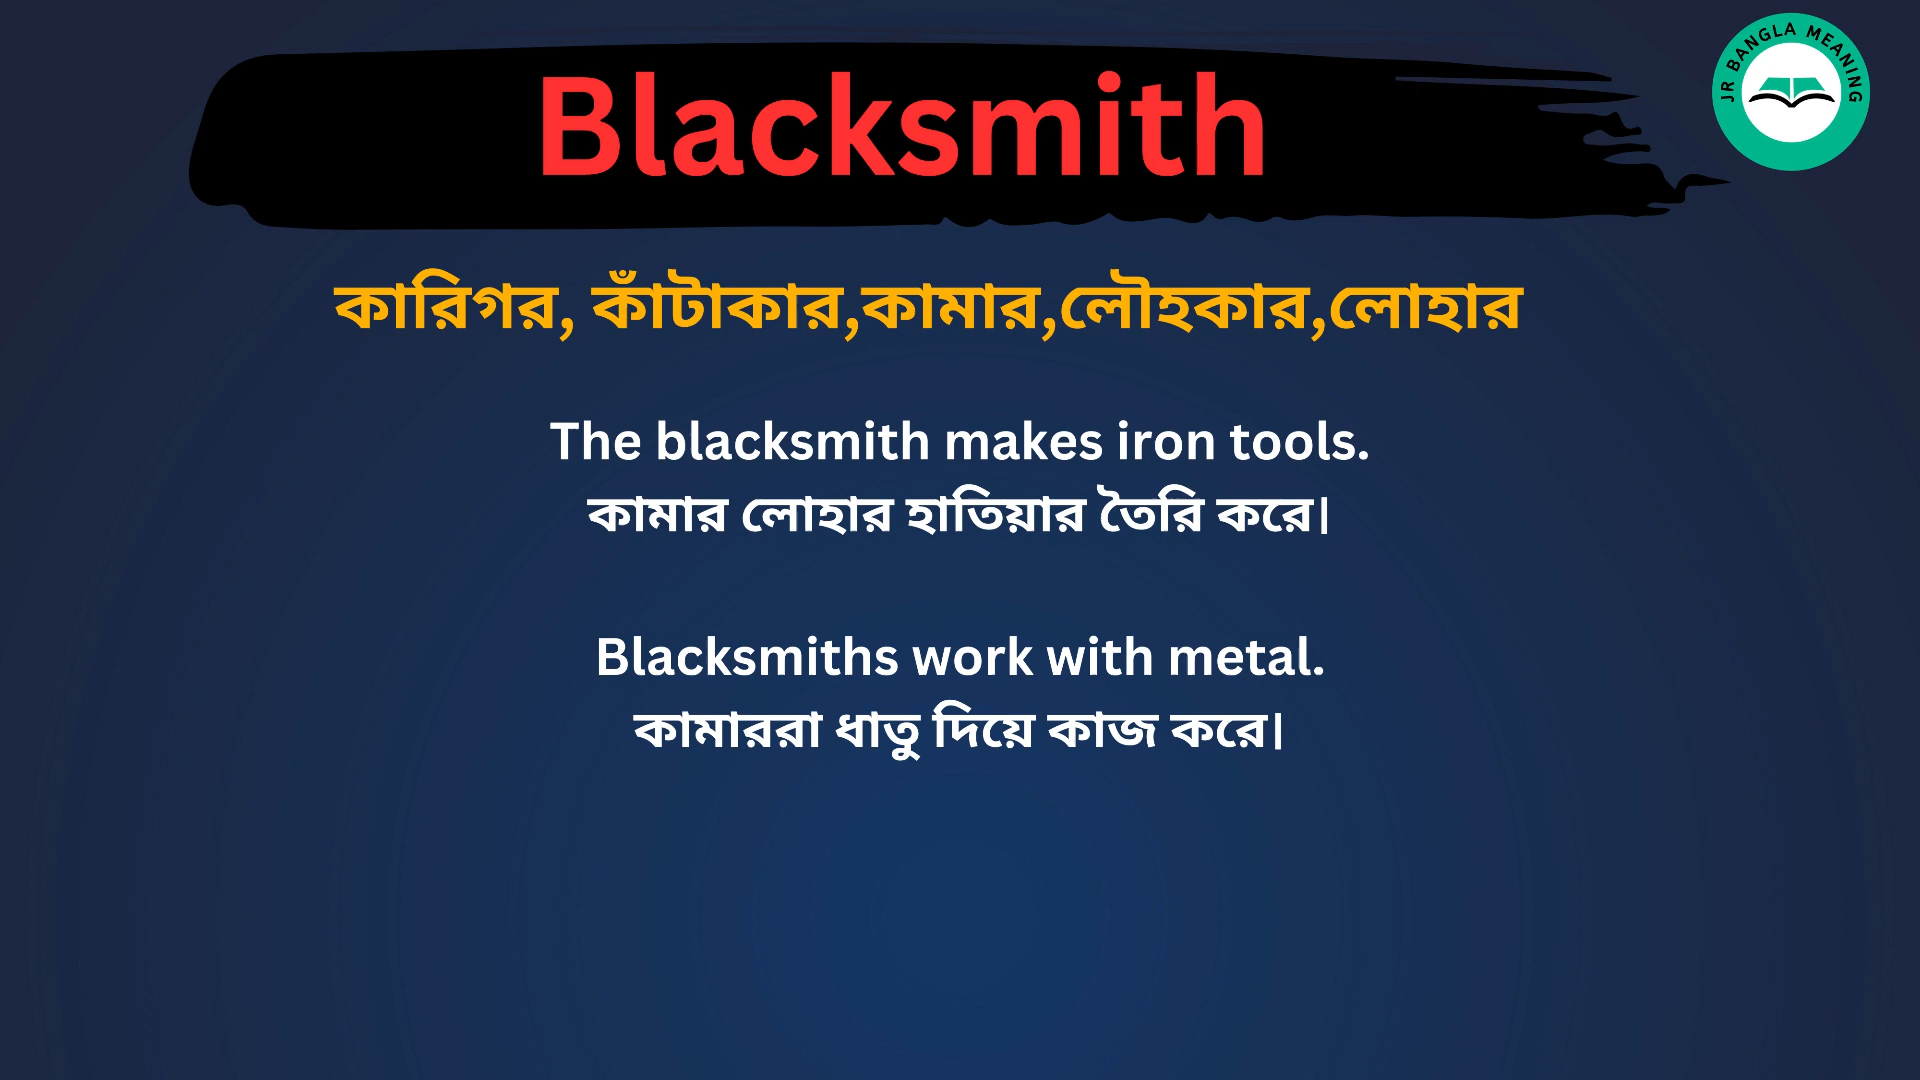 Blacksmith
JR BANGLA MEANING
কারিগর, কাঁটাকার,কামার,লৌহকার,লোহার
The blacksmith makes iron tools.
কামার লোহার হাতিয়ার তৈরি করে।
Blacksmiths work with metal.
কামাররা ধাতু দিয়ে কাজ করে।